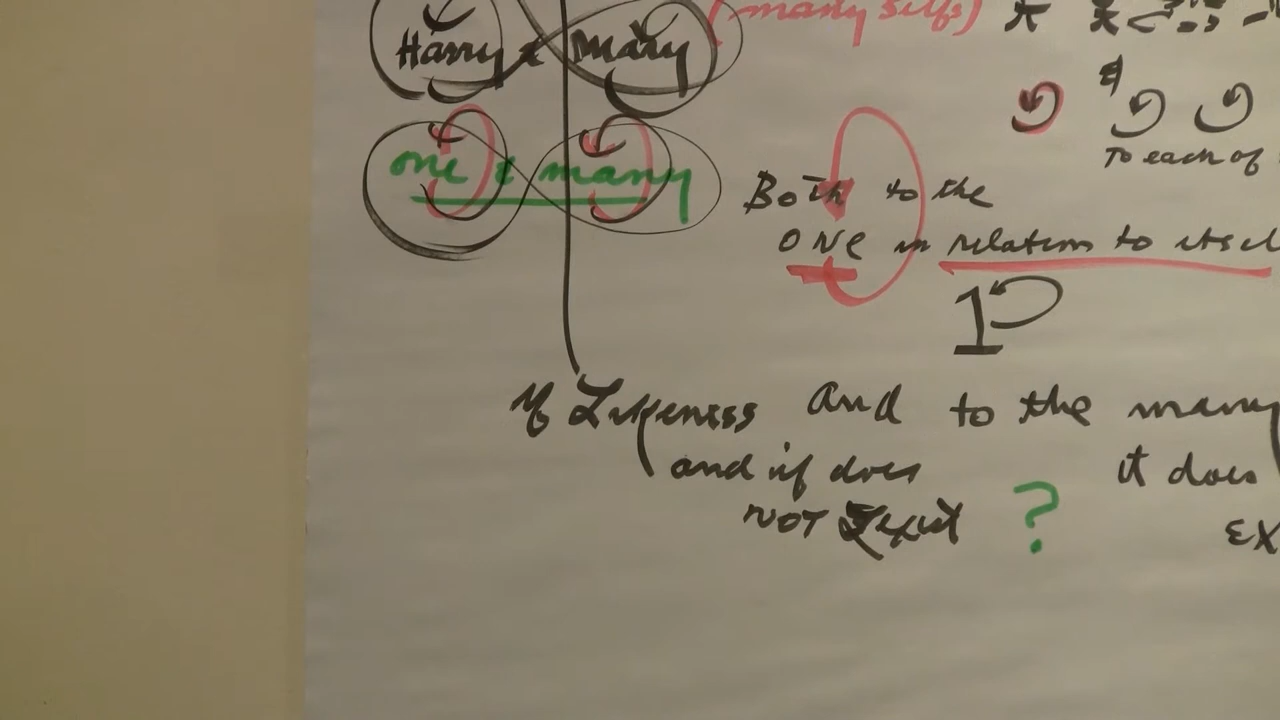 Harry & Mary
(many selfs)
&
To each of
one & many
Both to the
ONE in relation to itsel
1
If Likeness and to the many
and if does it does
NOT Exist ? EX